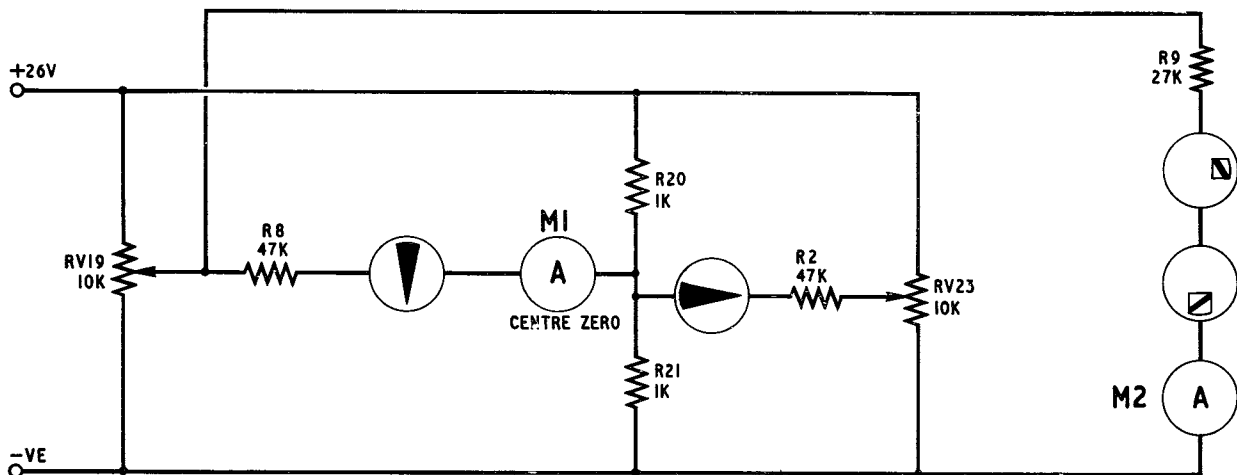 +26V
R9
27K
R20
1K
M1
R8
47K
A
R2
47K
RV19
10K
RV23
10K
CENTRE ZERO
R21
1K
M2
A
-VE